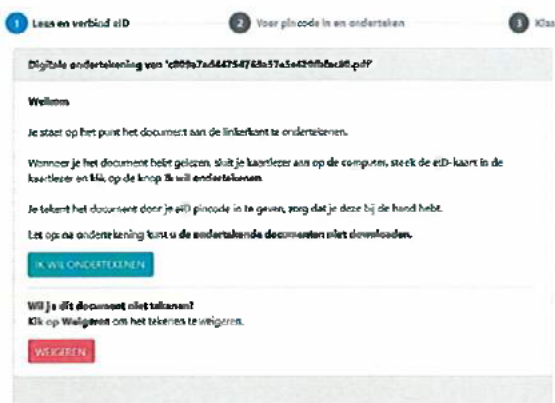 1 Lees en verbind eID 2 Voer pincode in en onderteken 3 Klaar
Digitale ondertekening van
Welkom
Je staat op het punt het document aan de linkerkant te ondertekenen.
Wanneer je het document hebt gelezen, sluit je kaartlezer aan op de computer, steek de eID-kaart in de
kaartlezer en klik op de knop Ik wil ondertekenen.
Je tekent het document door je eID pincode in te geven, zorg dat je deze bij de hand hebt.
Let op: na ondertekening kunt u de ondertekende documenten niet downloaden.
IK WIL ONDERTEKENEN
Wil je dit document niet tekenen?
Klik op Weigeren om het tekenen te weigeren.
WEIGEREN